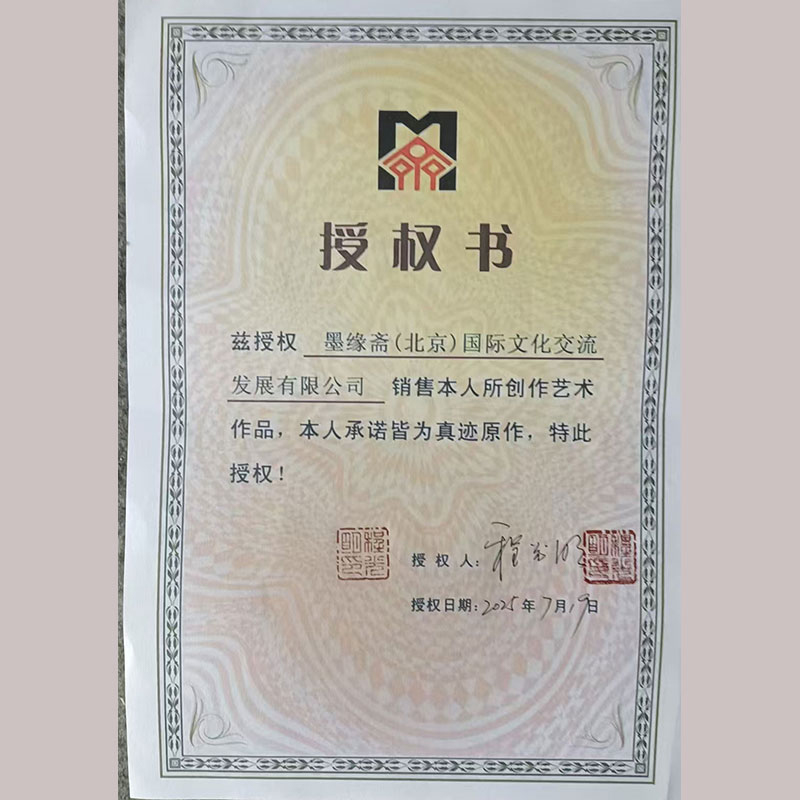 授权书
兹授权 墨缘斋(北京)国际文化交流
发展有限公司 销售本人所创作艺术
作品，本人承诺皆为真迹原作，特此
授权！
授权人：程
授权日期：2025年7月19日